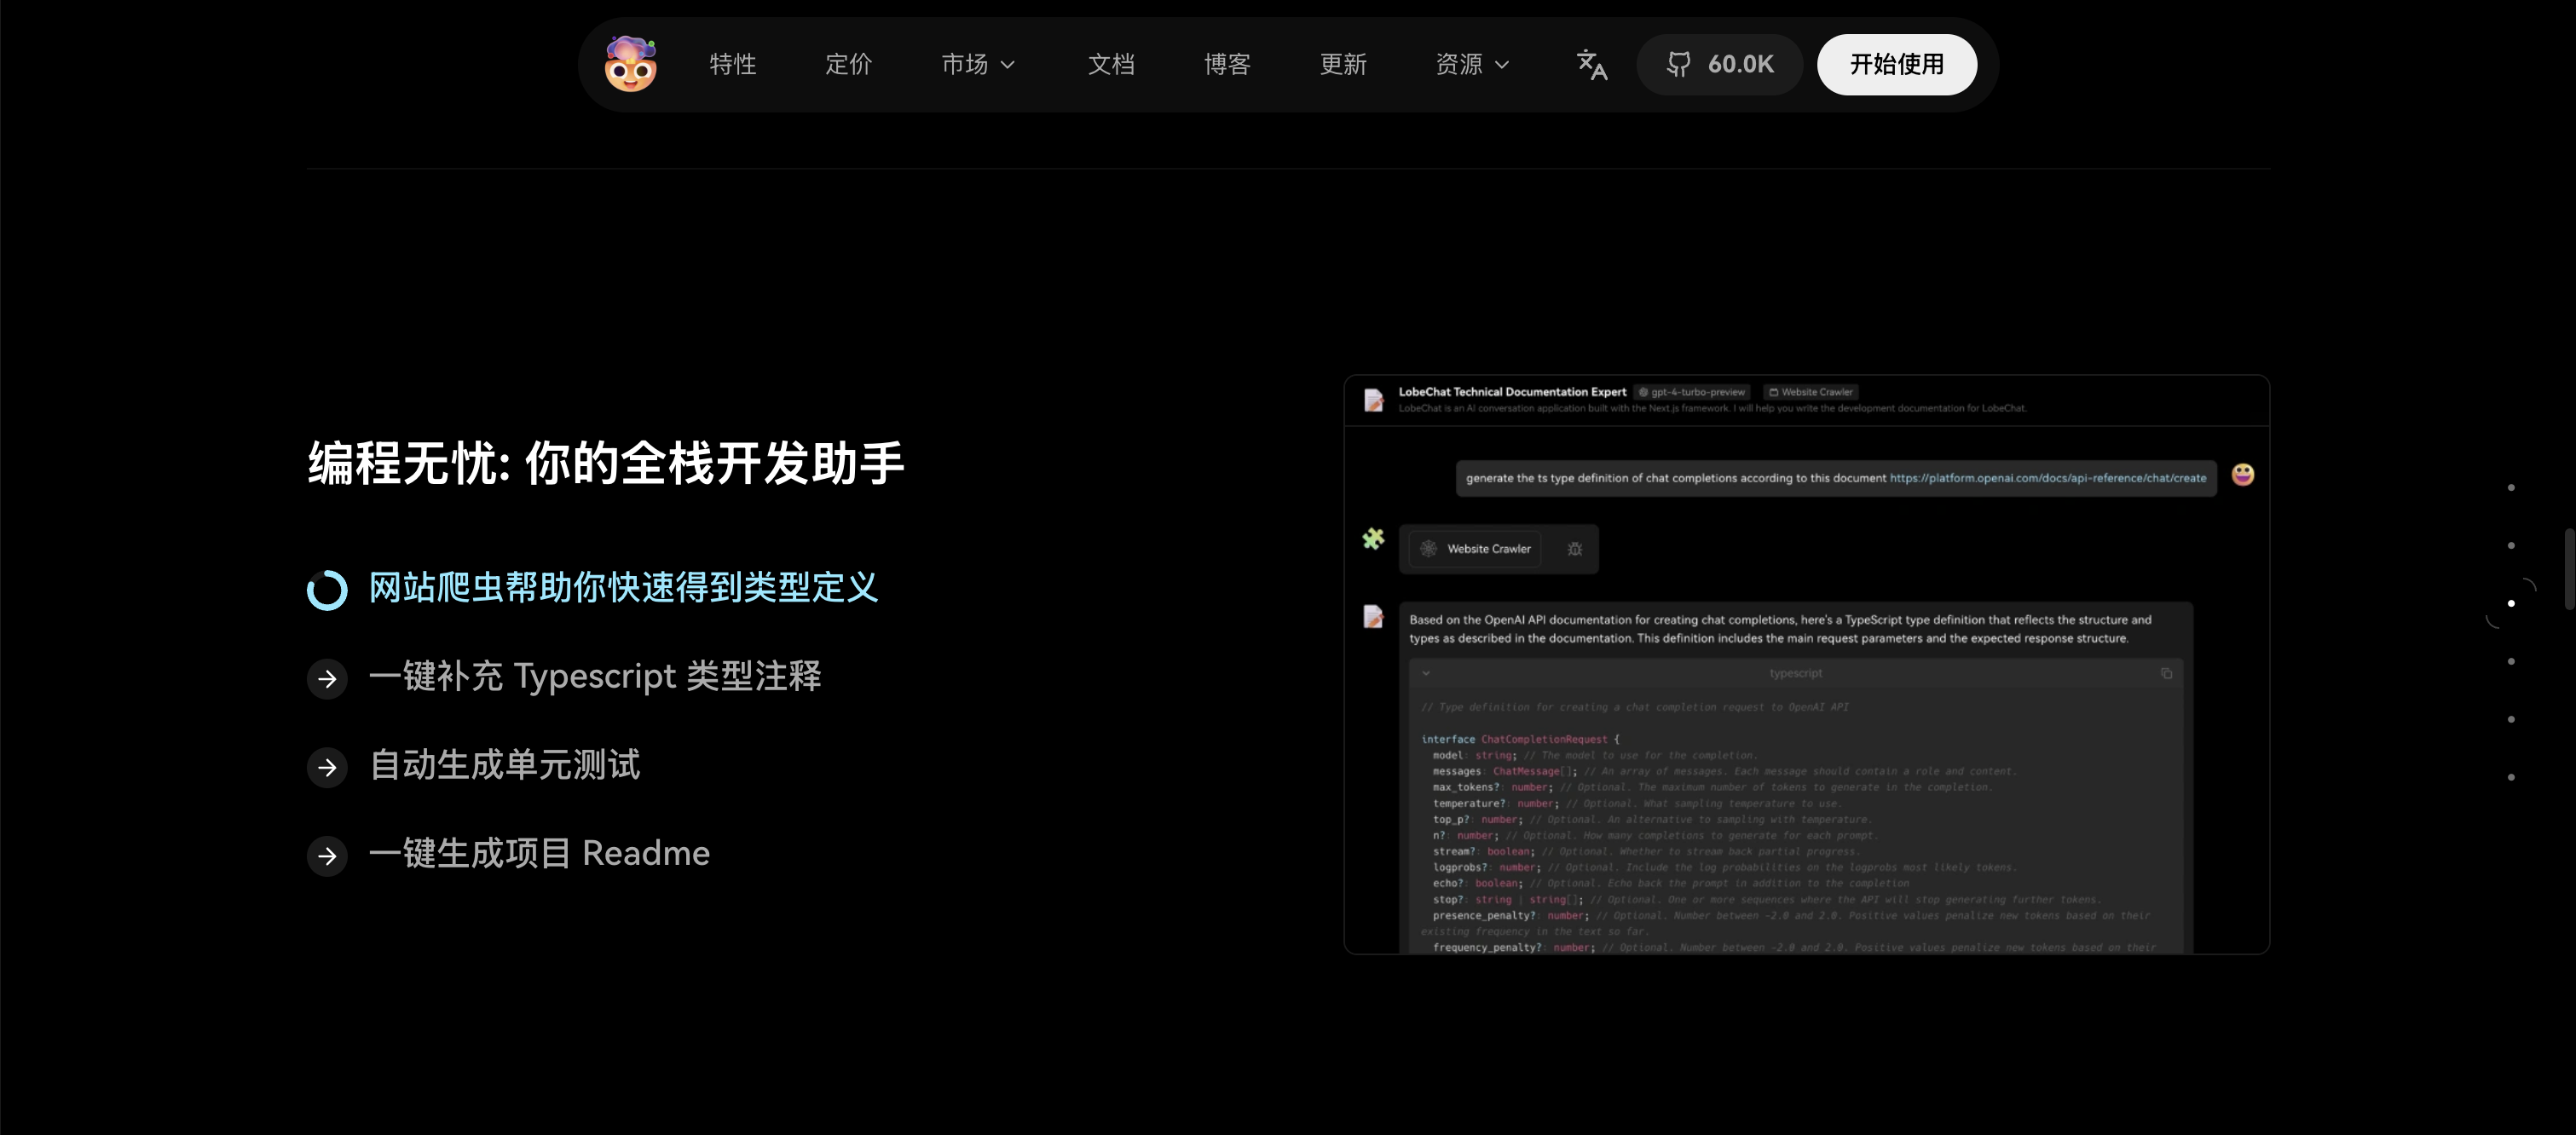 特性
定价
市场
文档
博客
更新
资源
60.0K
开始使用
编程无忧: 你的全栈开发助手
网站爬虫帮助你快速得到类型定义
一键补充 Typescript 类型注释
自动生成单元测试
一键生成项目 Readme
LobeChat Technical Documentation Expert gpt-4-turbo-preview Website Crawler
LobeChat is an AI conversation application built with the Next.js framework. I will help you write the development documentation for LobeChat.
generate the ts type definition of chat completions according to this document https://platform.openai.com/docs/api-reference/chat/create
Website Crawler
Based on the OpenAI API documentation for creating chat completions, here's a TypeScript type definition that reflects the structure and
types as described in the documentation. This definition includes the main request parameters and the expected response structure.
typescript
// Type definition for creating a chat completion request to OpenAI API
interface ChatCompletionRequest {
model: string; // The model to use for the completion.
messages: ChatMessage[]; // An array of messages. Each message should contain a role and content.
max_tokens?: number; // Optional. The maximum number of tokens to generate in the completion.
temperature?: number; // Optional. What sampling temperature to use.
top_p?: number; // Optional. An alternative to sampling with temperature.
n?: number; // Optional. How many completions to generate for each prompt.
stream?: boolean; // Optional. Whether to stream back partial progress.
logprobs?: number; // Optional. Include the log probabilities on the logprobs most likely tokens.
echo?: boolean; // Optional. Echo back the prompt in addition to the completion
stop?: string | string[]; // Optional. One or more sequences where the API will stop generating further tokens.
presence_penalty?: number; // Optional. Number between -2.0 and 2.0. Positive values penalize new tokens based on their
existing frequency in the text so far.
frequency_penalty?: number; // Optional. Number between -2.0 and 2.0. Positive values penalize new tokens based on their